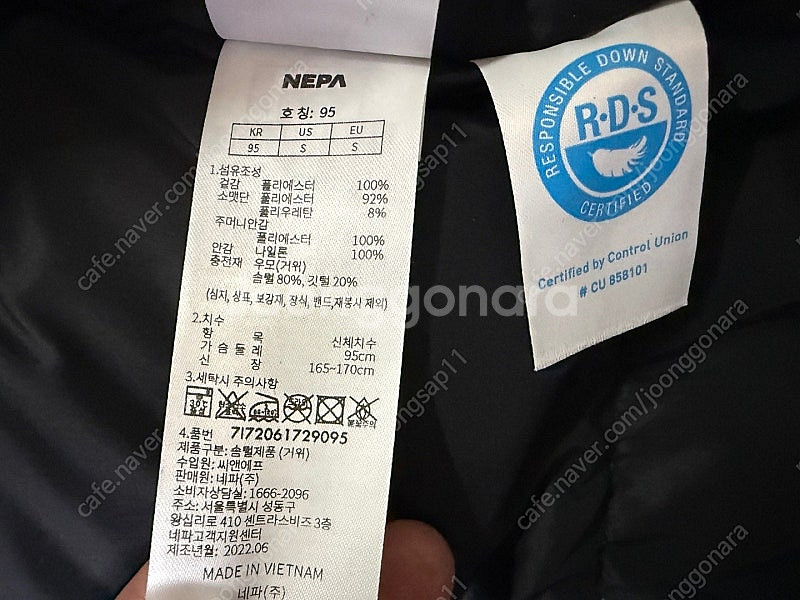 NEPA
호칭: 95
KR US EU
95 S S
1.섬유조성
겉감 폴리에스터 100%
소맷단 폴리에스터 92%
폴리우레탄 8%
주머니안감
폴리에스터 100%
안감 나일론 100%
충전재 우모(거위)
솜털 80%, 깃털 20%
(심지, 상표, 보강재, 장식, 밴드,재봉사 제외)
2.치수
항 목 신체치수
가 슴 둘 레 95cm
신 장 165~170cm
3.세탁시 주의사항
4.품번 7I72061729095
제품구분: 솜털제품 (거위)
수입원: 씨앤에프
판매원: 네파(주)
소비자상담실: 1666-2096
주소: 서울특별시 성동구
왕십리로 410 센트라스비즈 3층
네파고객지원센터
제조년월: 2022.06
MADE IN VIETNAM
네파(주)
RESPONSIBLE DOWN STANDARD
R·D·S
CERTIFIED
Certified by Control Union
# CU 858101
joonggonara
cafe.naver.com/joonggonara